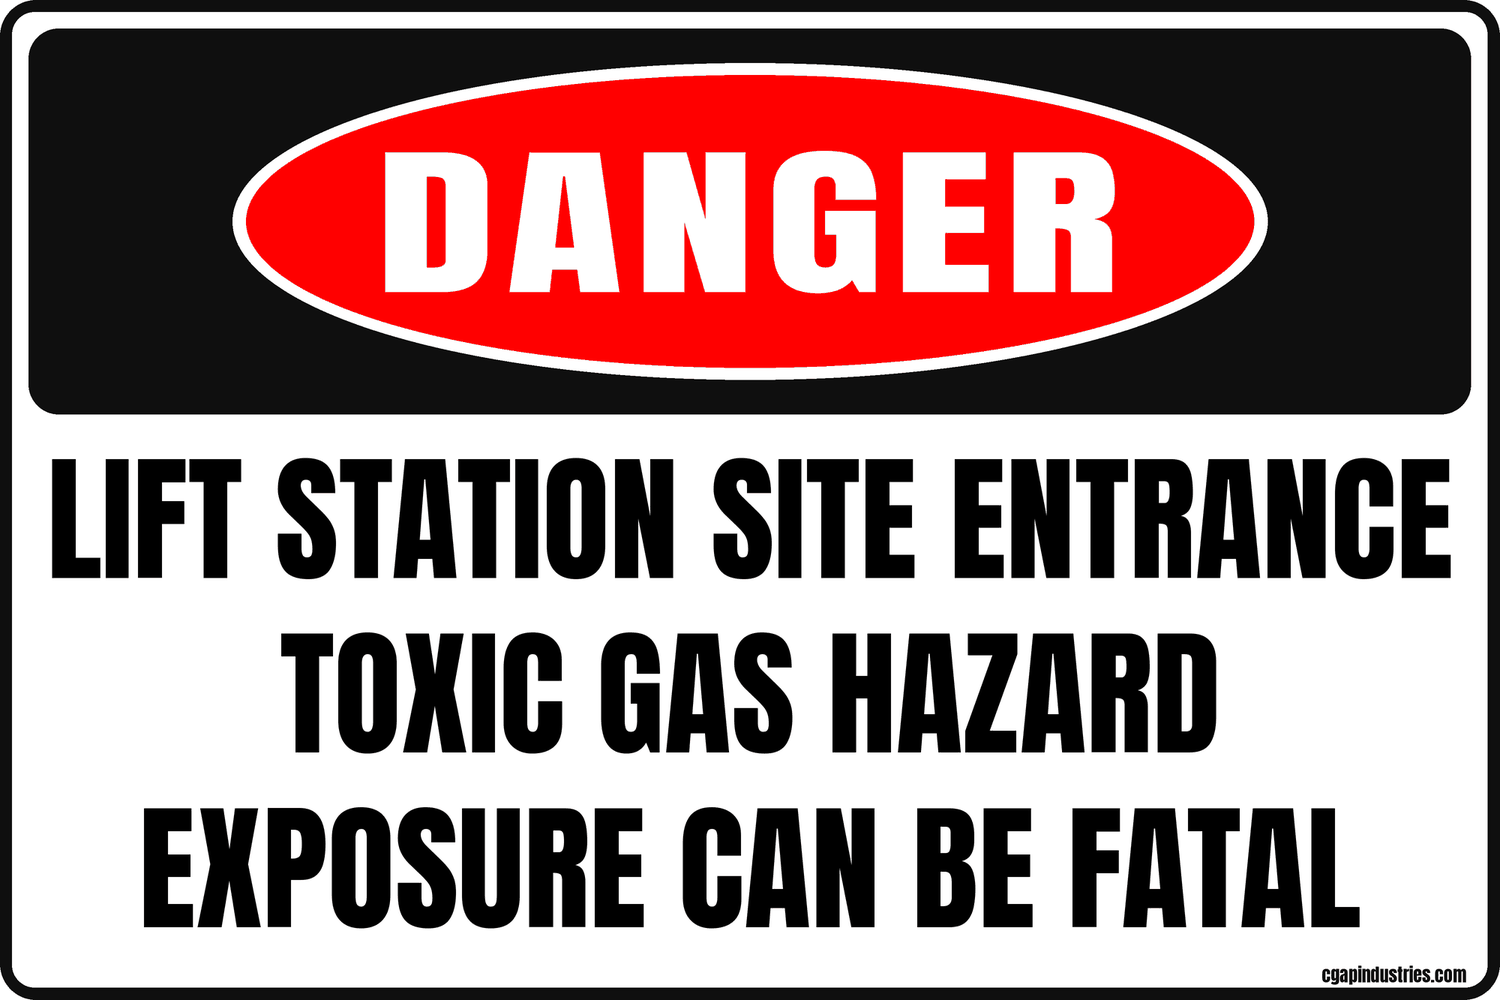 DANGER
LIFT STATION SITE ENTRANCE
TOXIC GAS HAZARD
EXPOSURE CAN BE FATAL
cgapindustries.com